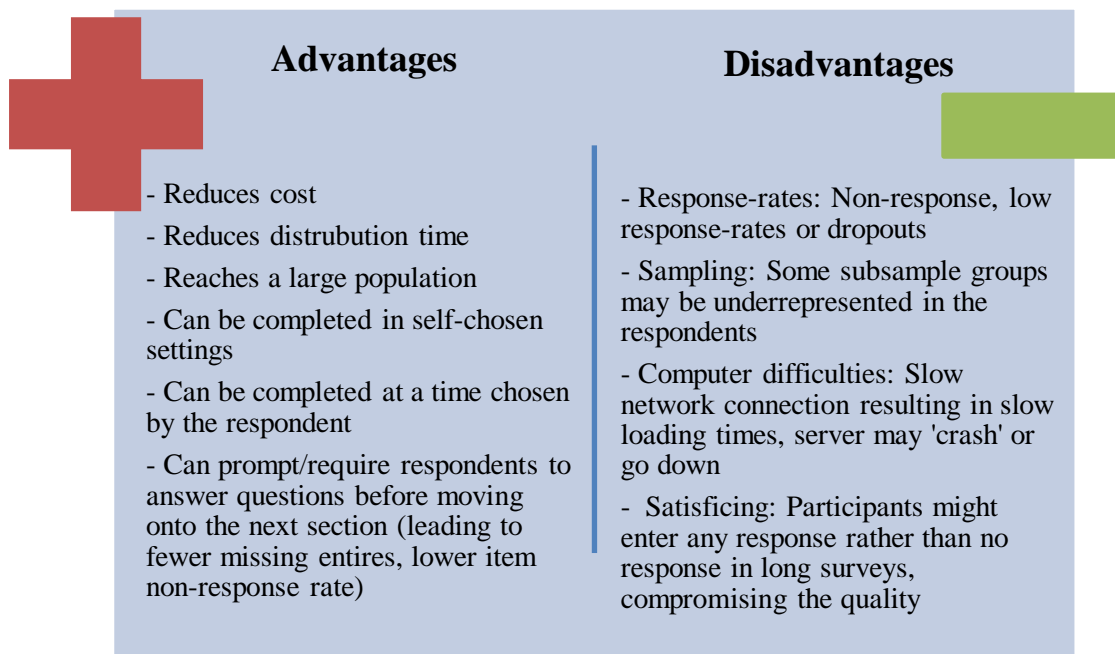 Advantages
- Reduces cost
- Reduces distrubution time
- Reaches a large population
- Can be completed in self-chosen
settings
- Can be completed at a time chosen
by the respondent
- Can prompt/require respondents to
answer questions before moving
onto the next section (leading to
fewer missing entires, lower item
non-response rate)
Disadvantages
- Response-rates: Non-response, low
response-rates or dropouts
- Sampling: Some subsample groups
may be underrepresented in the
respondents
- Computer difficulties: Slow
network connection resulting in slow
loading times, server may 'crash' or
go down
- Satisficing: Participants might
enter any response rather than no
response in long surveys,
compromising the quality